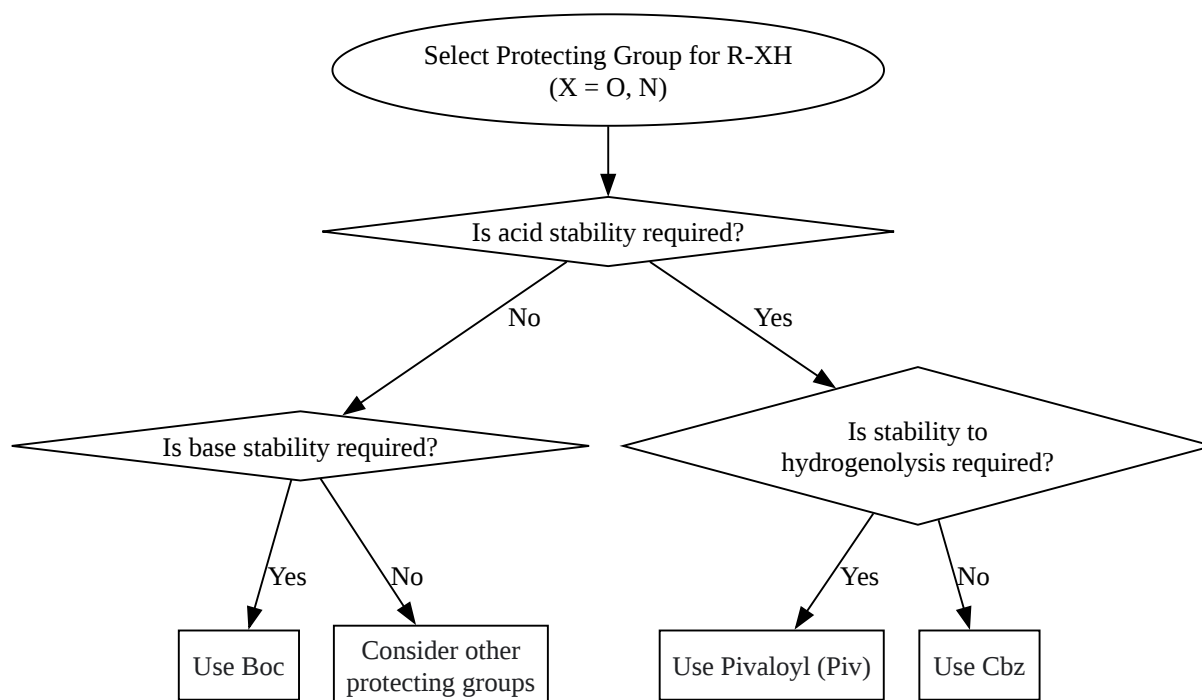 Select Protecting Group for R-XH
(X = O, N)
Is acid stability required?
No
Yes
Is base stability required?
Is stability to
hydrogenolysis required?
Yes
No
Yes
No
Use Boc
Consider other
protecting groups
Use Pivaloyl (Piv)
Use Cbz